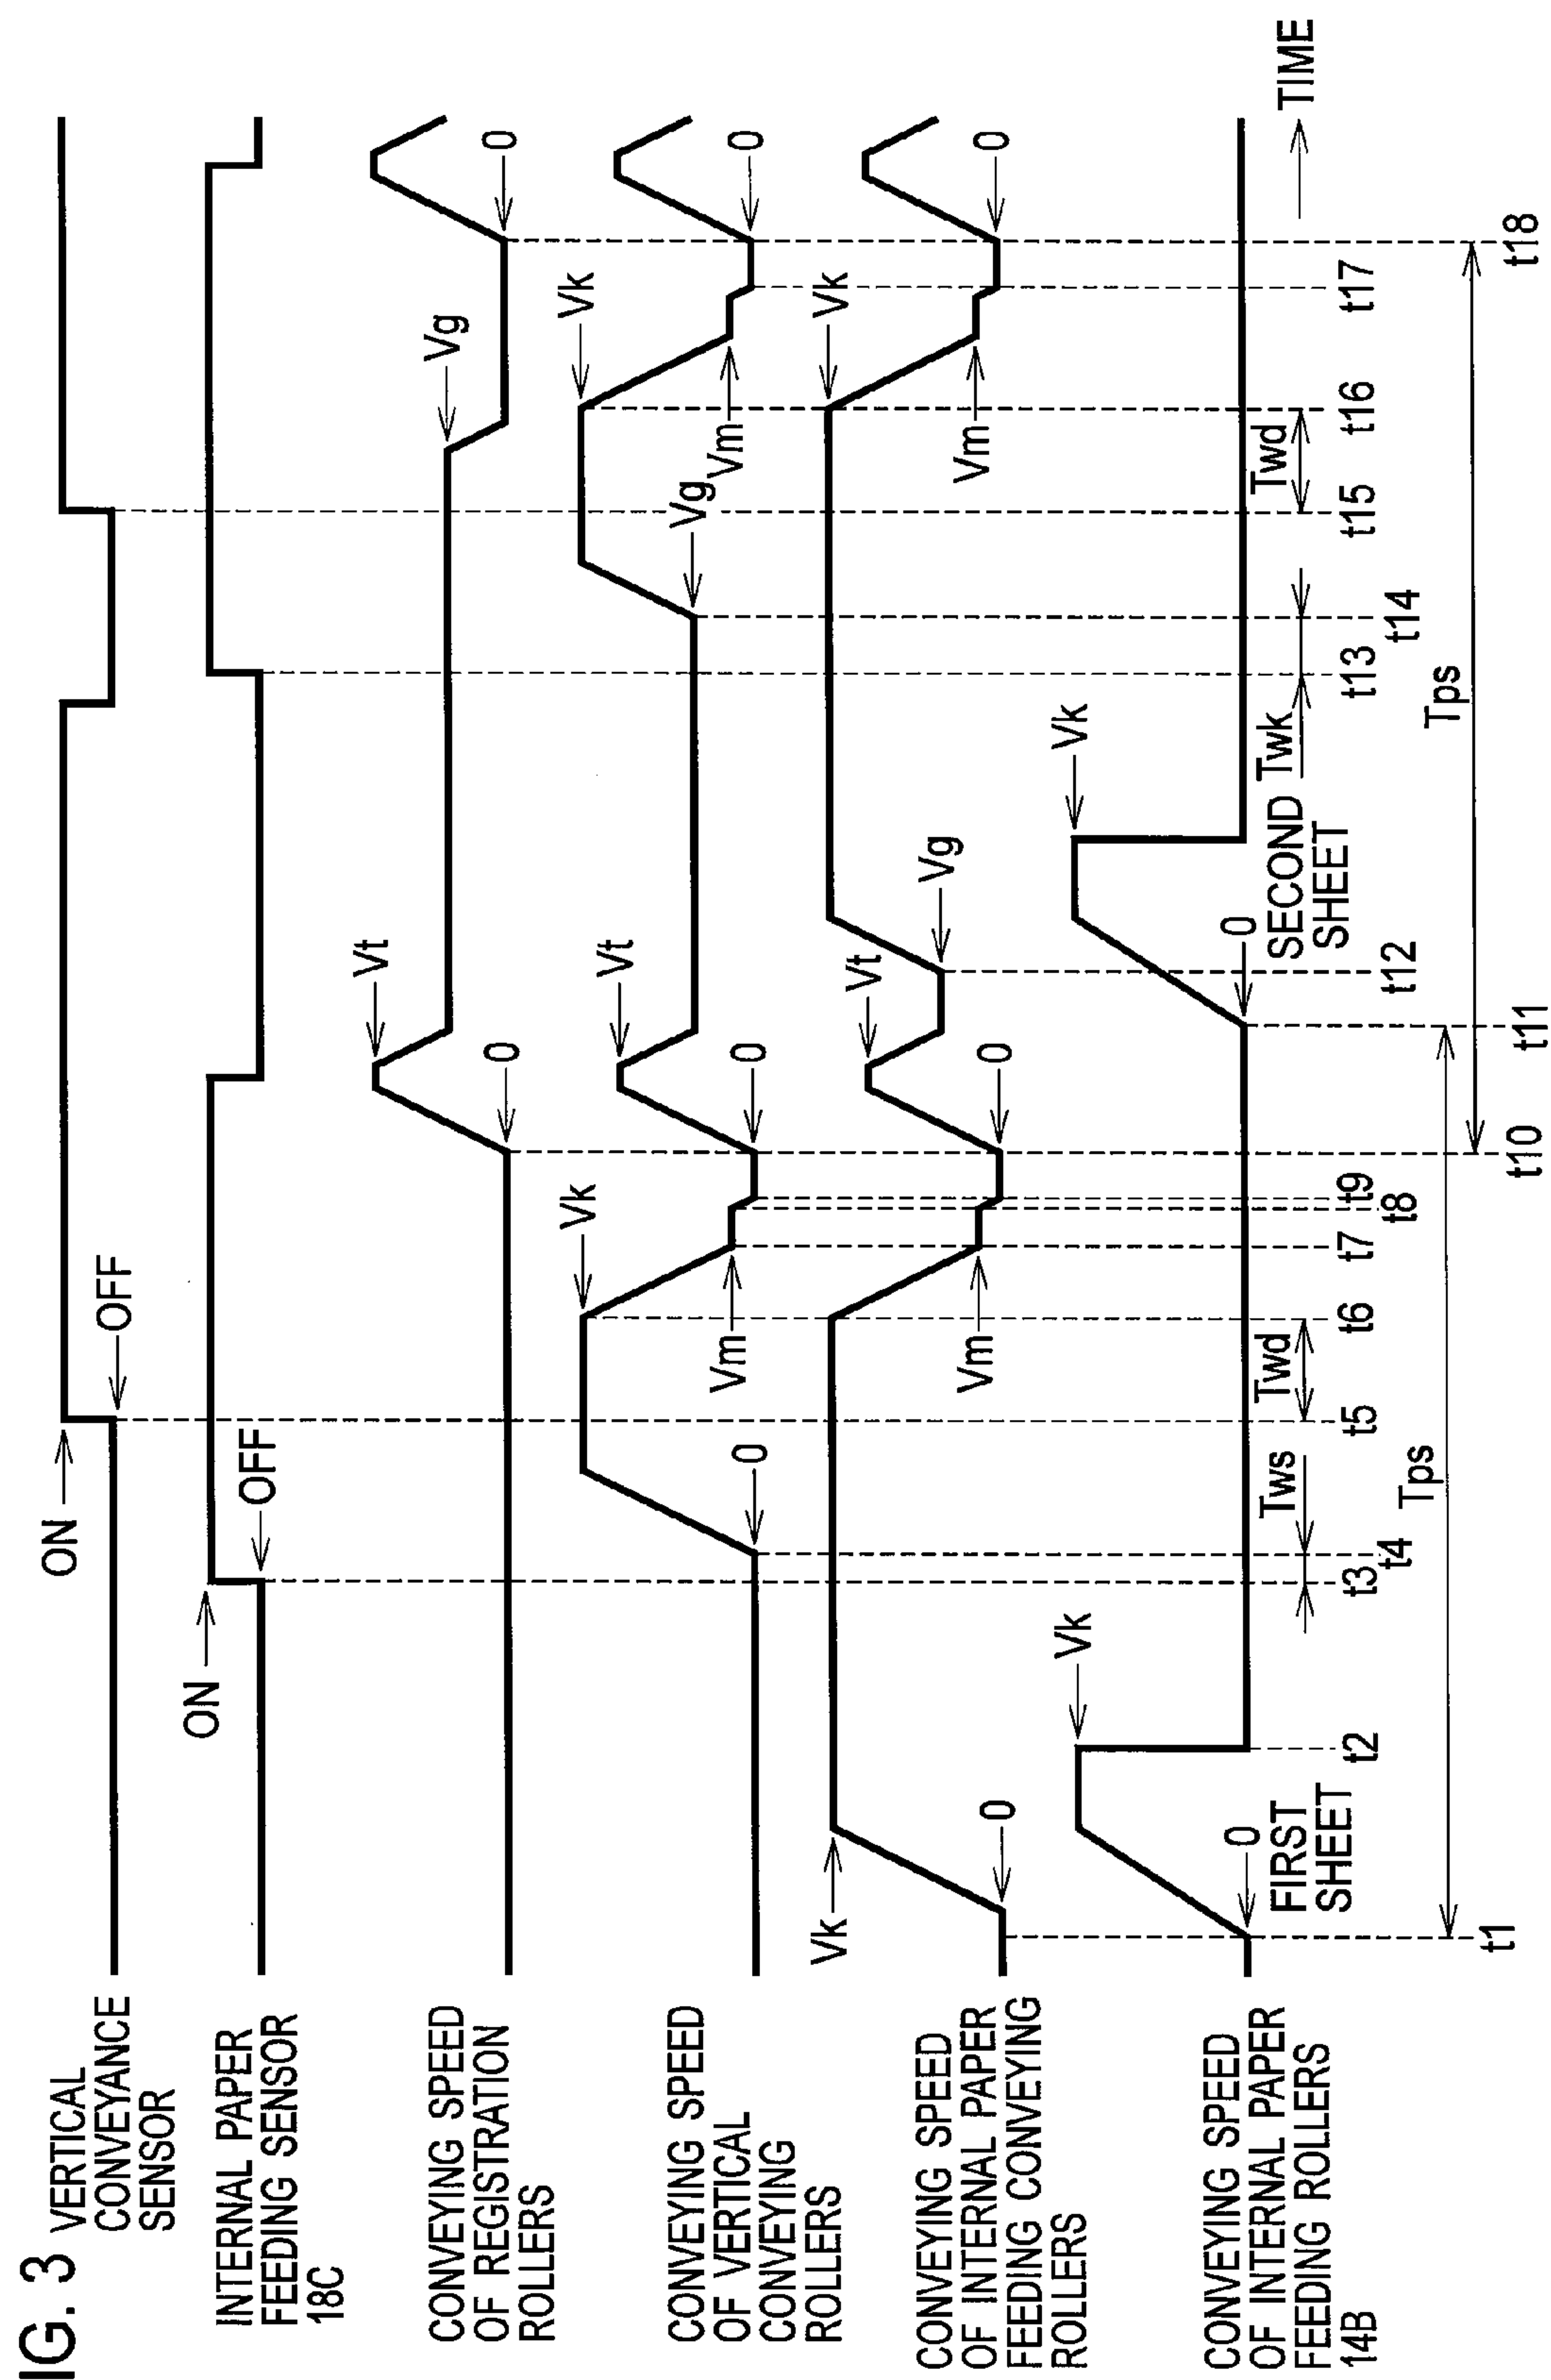 IG. 3
VERTICAL
CONVEYANCE
SENSOR
ON
OFF
INTERNAL PAPER
FEEDING SENSOR
18C
ON
OFF
CONVEYING SPEED
OF REGISTRATION
ROLLERS
Vt
0
Vg
0
CONVEYING SPEED
OF VERTICAL
CONVEYING
ROLLERS
0
Vk
Vm
0
Vt
Vg
Vk
Vm
0
CONVEYING SPEED
OF INTERNAL PAPER
FEEDING CONVEYING
ROLLERS
Vk
0
Vm
0
Vt
Vg
Vk
Vm
0
CONVEYING SPEED
OF INTERNAL PAPER
FEEDING ROLLERS
14B
0
Vk
0
Vk
FIRST
SHEET
Tws
Twd
SECOND
SHEET
Twk
Twd
TIME
t1
t2
t3
t4
t5
t6
t7
t8
t9
t10
t11
t12
t13
t14
t15
t16
t17
t18
Tps
Tps